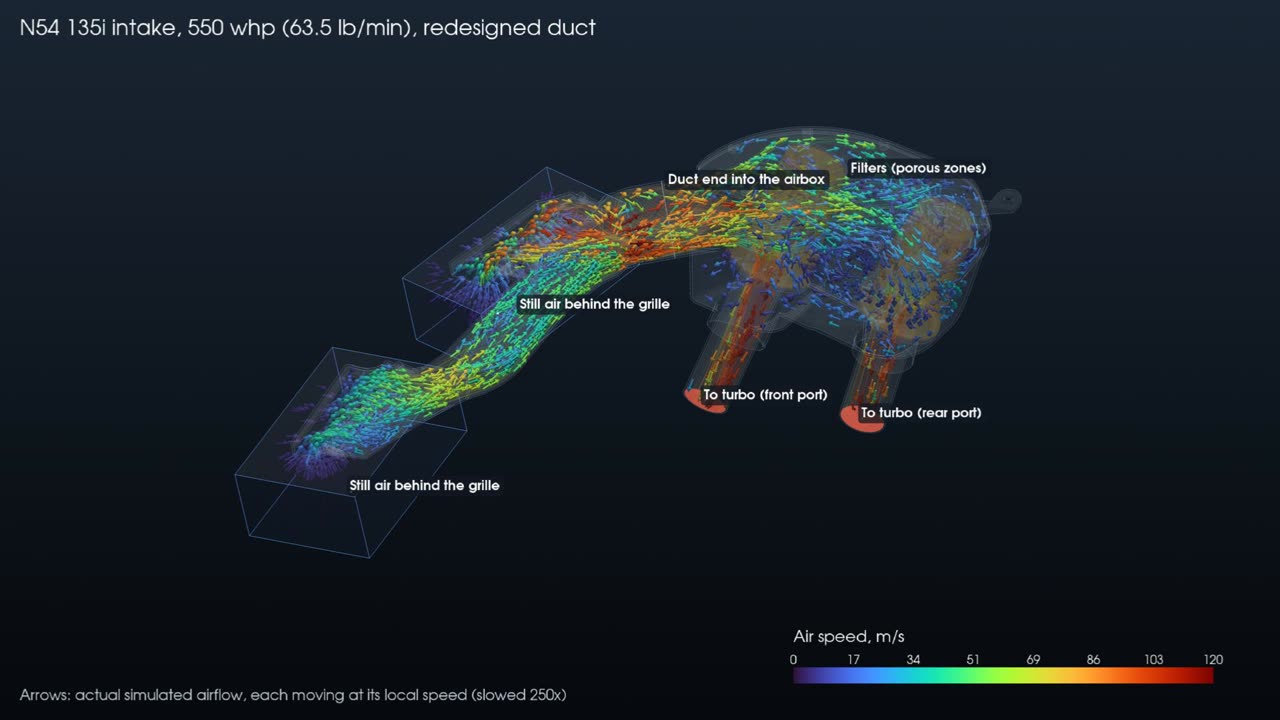 N54 135i intake, 550 whp (63.5 lb/min), redesigned duct
Filters (porous zones)
Duct end into the airbox
Still air behind the grille
To turbo (front port)
To turbo (rear port)
Still air behind the grille
Air speed, m/s
0 17 34 51 69 86 103 120
Arrows: actual simulated airflow, each moving at its local speed (slowed 250x)